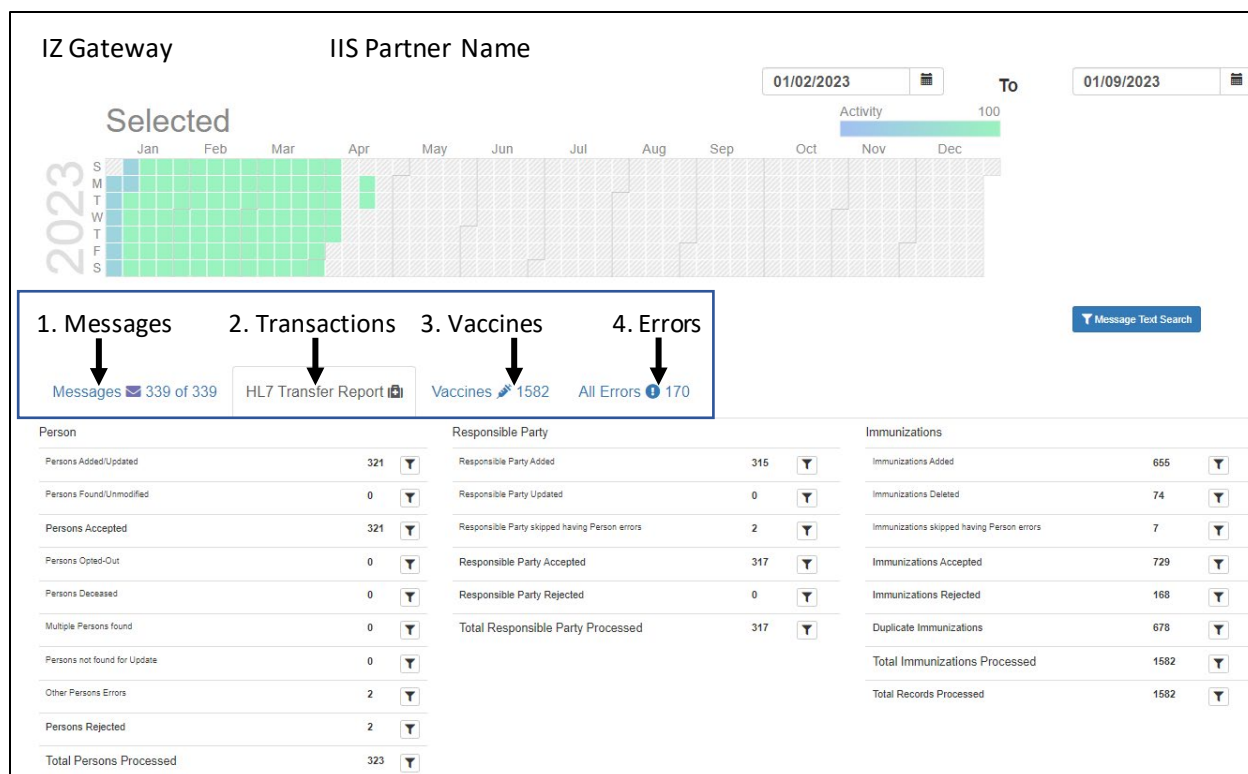 IZ Gateway IIS Partner Name
01/02/2023 To 01/09/2023
Selected
Activity 100
Jan Feb Mar Apr May Jun Jul Aug Sep Oct Nov Dec
2023
S
M
T
W
T
F
S
1. Messages 2. Transactions 3. Vaccines 4. Errors
Message Text Search
Messages 339 of 339 HL7 Transfer Report Vaccines 1582 All Errors 170
Person
Persons Added/Updated 321
Persons Found/Unmodified 0
Persons Accepted 321
Persons Opted-Out 0
Persons Deceased 0
Multiple Persons found 0
Persons not found for Update 0
Other Persons Errors 2
Persons Rejected 2
Total Persons Processed 323
Responsible Party
Responsible Party Added 315
Responsible Party Updated 0
Responsible Party skipped having Person errors 2
Responsible Party Accepted 317
Responsible Party Rejected 0
Total Responsible Party Processed 317
Immunizations
Immunizations Added 655
Immunizations Deleted 74
Immunizations skipped having Person errors 7
Immunizations Accepted 729
Immunizations Rejected 168
Duplicate Immunizations 678
Total Immunizations Processed 1582
Total Records Processed 1582